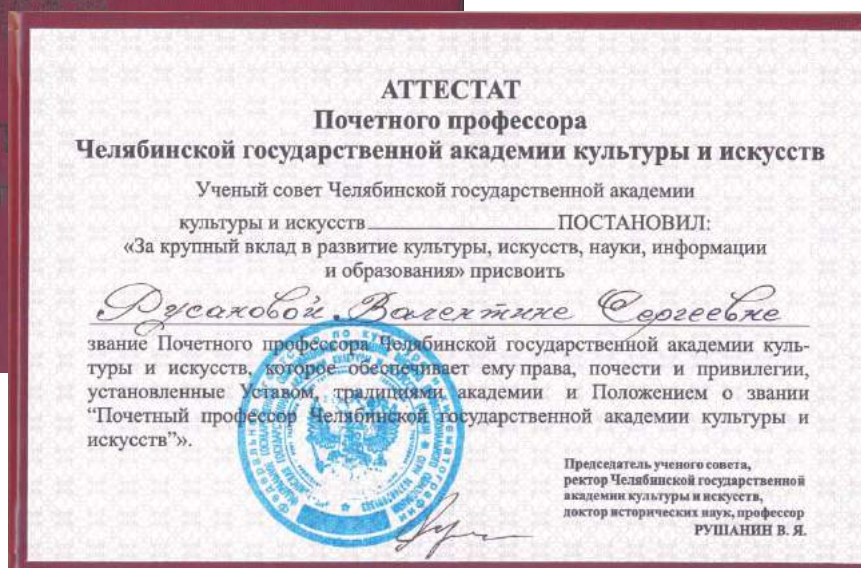 АТТЕСТАТ
Почетного профессора
Челябинской государственной академии культуры и искусств
Ученый совет Челябинской государственной академии
культуры и искусств ПОСТАНОВИЛ:
«За крупный вклад в развитие культуры, искусств, науки, информации
и образования» присвоить
Русановой Валентине Сергеевне
звание Почетного профессора Челябинской государственной академии куль-
туры и искусств, которое обеспечивает ему права, почести и привилегии,
установленные Уставом, традициями академии и Положением о звании
"Почетный профессор Челябинской государственной академии культуры и
искусств"».
Председатель ученого совета,
ректор Челябинской государственной
академии культуры и искусств,
доктор исторических наук, профессор
РУШАНИН В. Я.